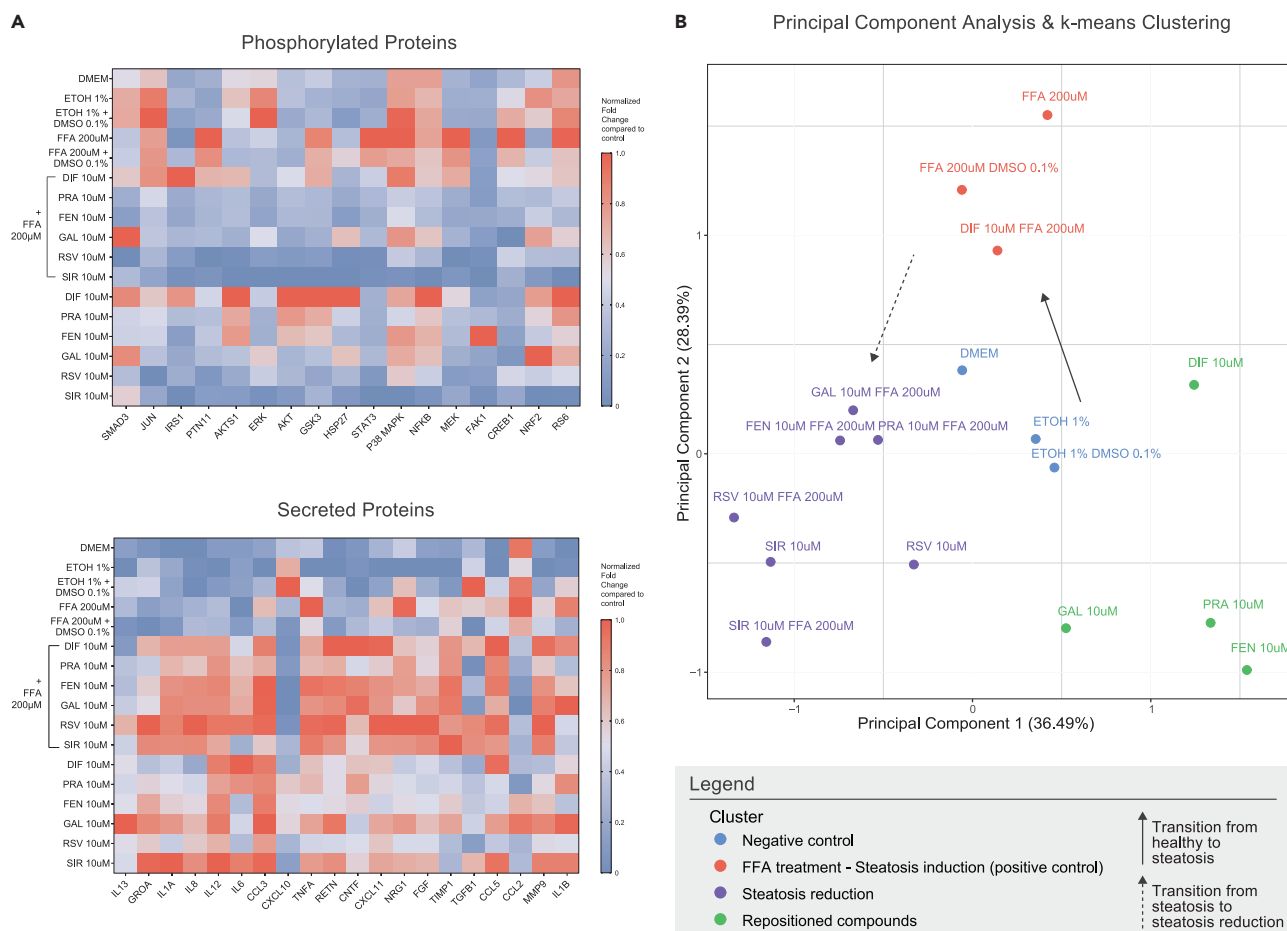 A
Phosphorylated Proteins
DMEM
ETOH 1%
ETOH 1% +
DMSO 0.1%
FFA 200uM
FFA 200uM +
DMSO 0.1%
DIF 10uM
PRA 10uM
FEN 10uM
GAL 10uM
RSV 10uM
SIR 10uM
DIF 10uM
PRA 10uM
FEN 10uM
GAL 10uM
RSV 10uM
SIR 10uM
+
FFA
200µM
SMAD3
JUN
IRS1
PTN11
AKTS1
ERK
AKT
GSK3
HSP27
STAT3
P38 MAPK
NFKB
MEK
FAK1
CREB1
NRF2
RS6
Normalized
Fold
Change
compared to
control
1.0
0.8
0.6
0.4
0.2
0
Secreted Proteins
DMEM
ETOH 1%
ETOH 1% +
DMSO 0.1%
FFA 200uM
FFA 200uM +
DMSO 0.1%
DIF 10uM
PRA 10uM
FEN 10uM
GAL 10uM
RSV 10uM
SIR 10uM
DIF 10uM
PRA 10uM
FEN 10uM
GAL 10uM
RSV 10uM
SIR 10uM
+
FFA
200µM
IL13
GROA
IL1A
IL8
IL12
IL6
CCL3
CXCL10
TNFA
RETN
CNTF
CXCL11
NRG1
FGF
TIMP1
TGFB1
CCL5
CCL2
MMP9
IL1B
Normalized
Fold
Change
compared to
control
1.0
0.8
0.6
0.4
0.2
0
B
Principal Component Analysis & k-means Clustering
FFA 200uM
FFA 200uM DMSO 0.1%
DIF 10uM FFA 200uM
DMEM
DIF 10uM
GAL 10uM FFA 200uM
ETOH 1%
FEN 10uM FFA 200uM
PRA 10uM FFA 200uM
ETOH 1% DMSO 0.1%
RSV 10uM FFA 200uM
SIR 10uM
RSV 10uM
GAL 10uM
PRA 10uM
SIR 10uM FFA 200uM
FEN 10uM
1
0
−1
Principal Component 2 (28.39%)
−1
0
1
Principal Component 1 (36.49%)
Legend
Cluster
Negative control
FFA treatment - Steatosis induction (positive control)
Steatosis reduction
Repositioned compounds
Transition from
healthy to
steatosis
Transition from
steatosis to
steatosis reduction